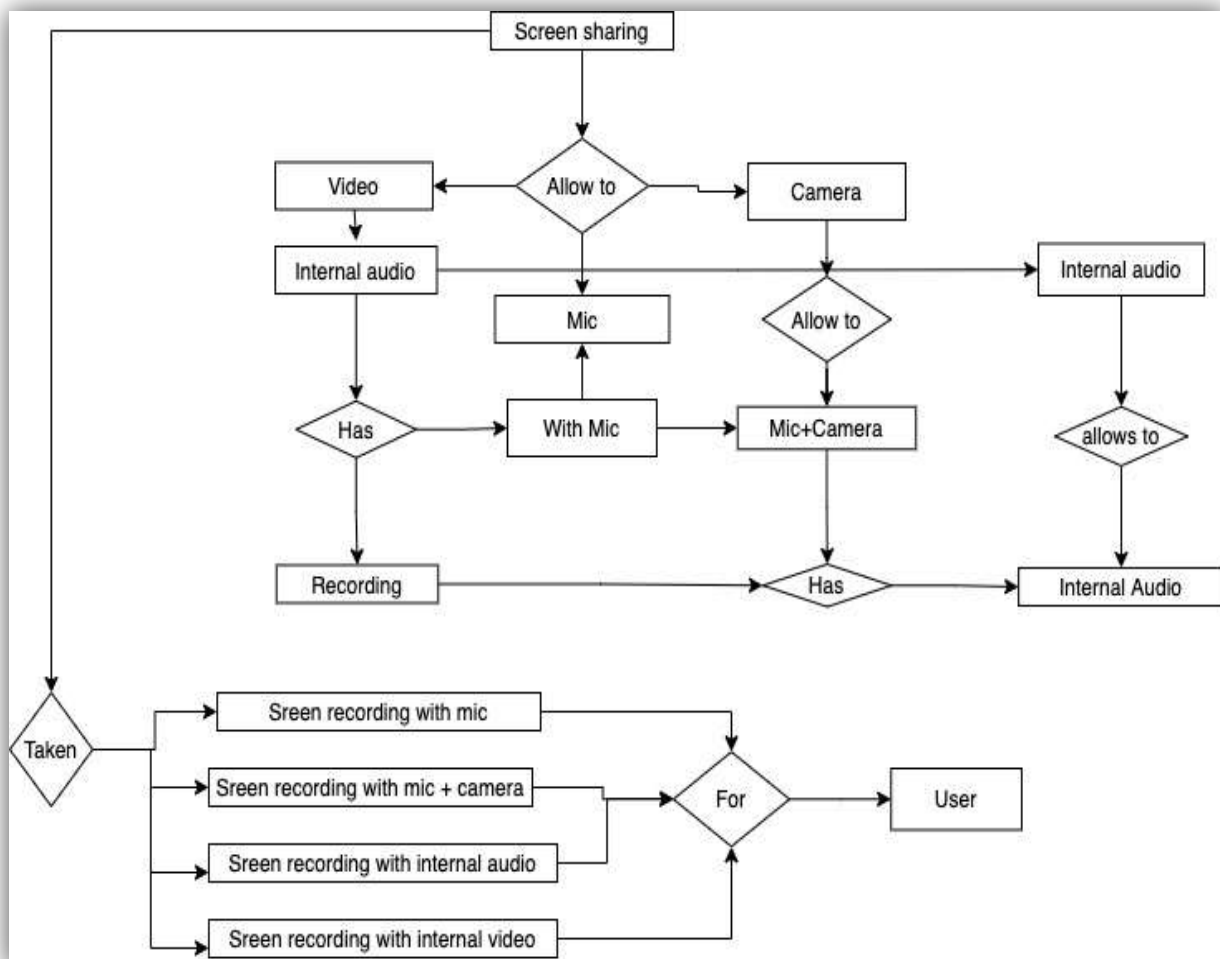 Screen sharing
Video
Allow to
Camera
Internal audio
Internal audio
Mic
Allow to
Has
With Mic
Mic+Camera
allows to
Recording
Has
Internal Audio
Taken
Sreen recording with mic
Sreen recording with mic + camera
For
User
Sreen recording with internal audio
Sreen recording with internal video